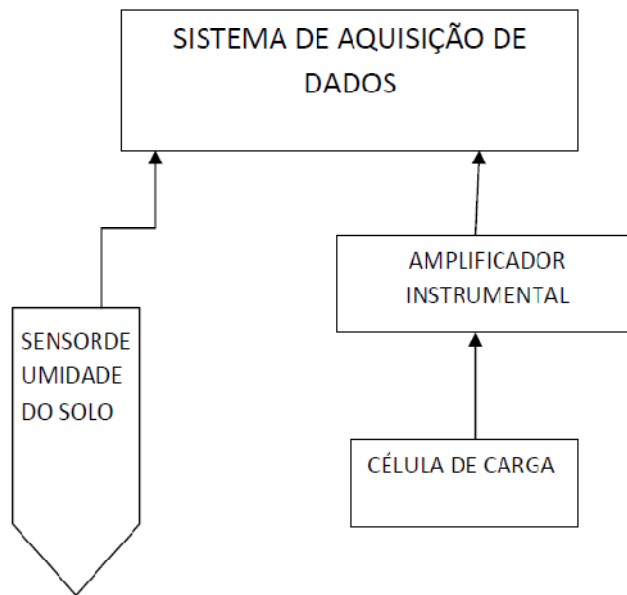 SISTEMA DE AQUISIÇÃO DE
DADOS
AMPLIFICADOR
INSTRUMENTAL
SENSORDE
UMIDADE
DO SOLO
CÉLULA DE CARGA